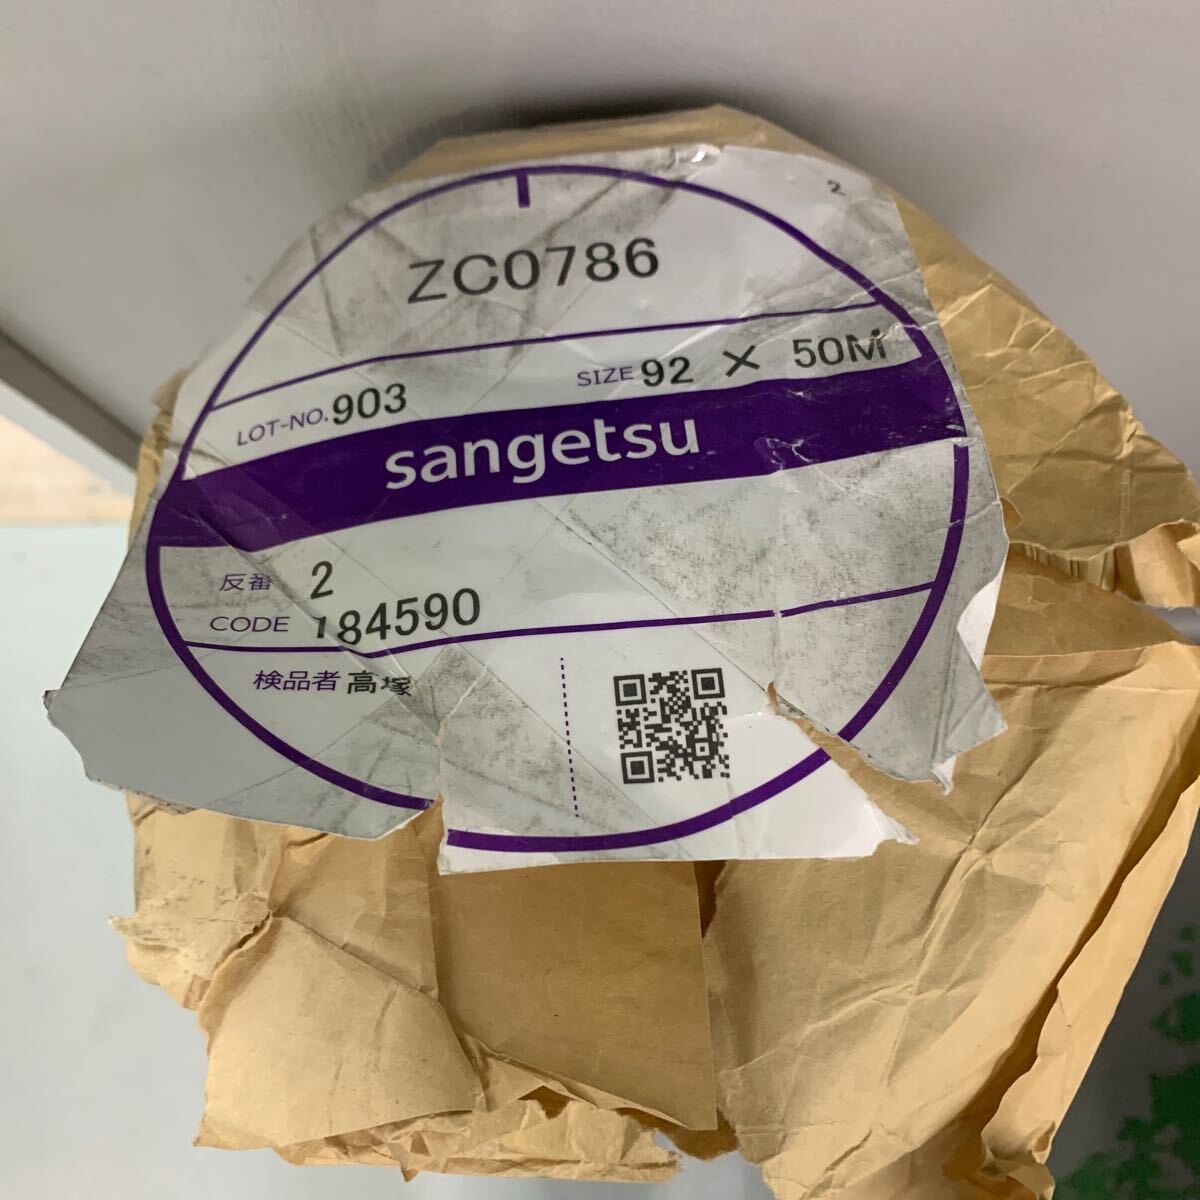 2
ZC0786
LOT-NO. 903 SIZE 92 × 50M
sangetsu
反番 2
CODE 184590
検品者 高塚